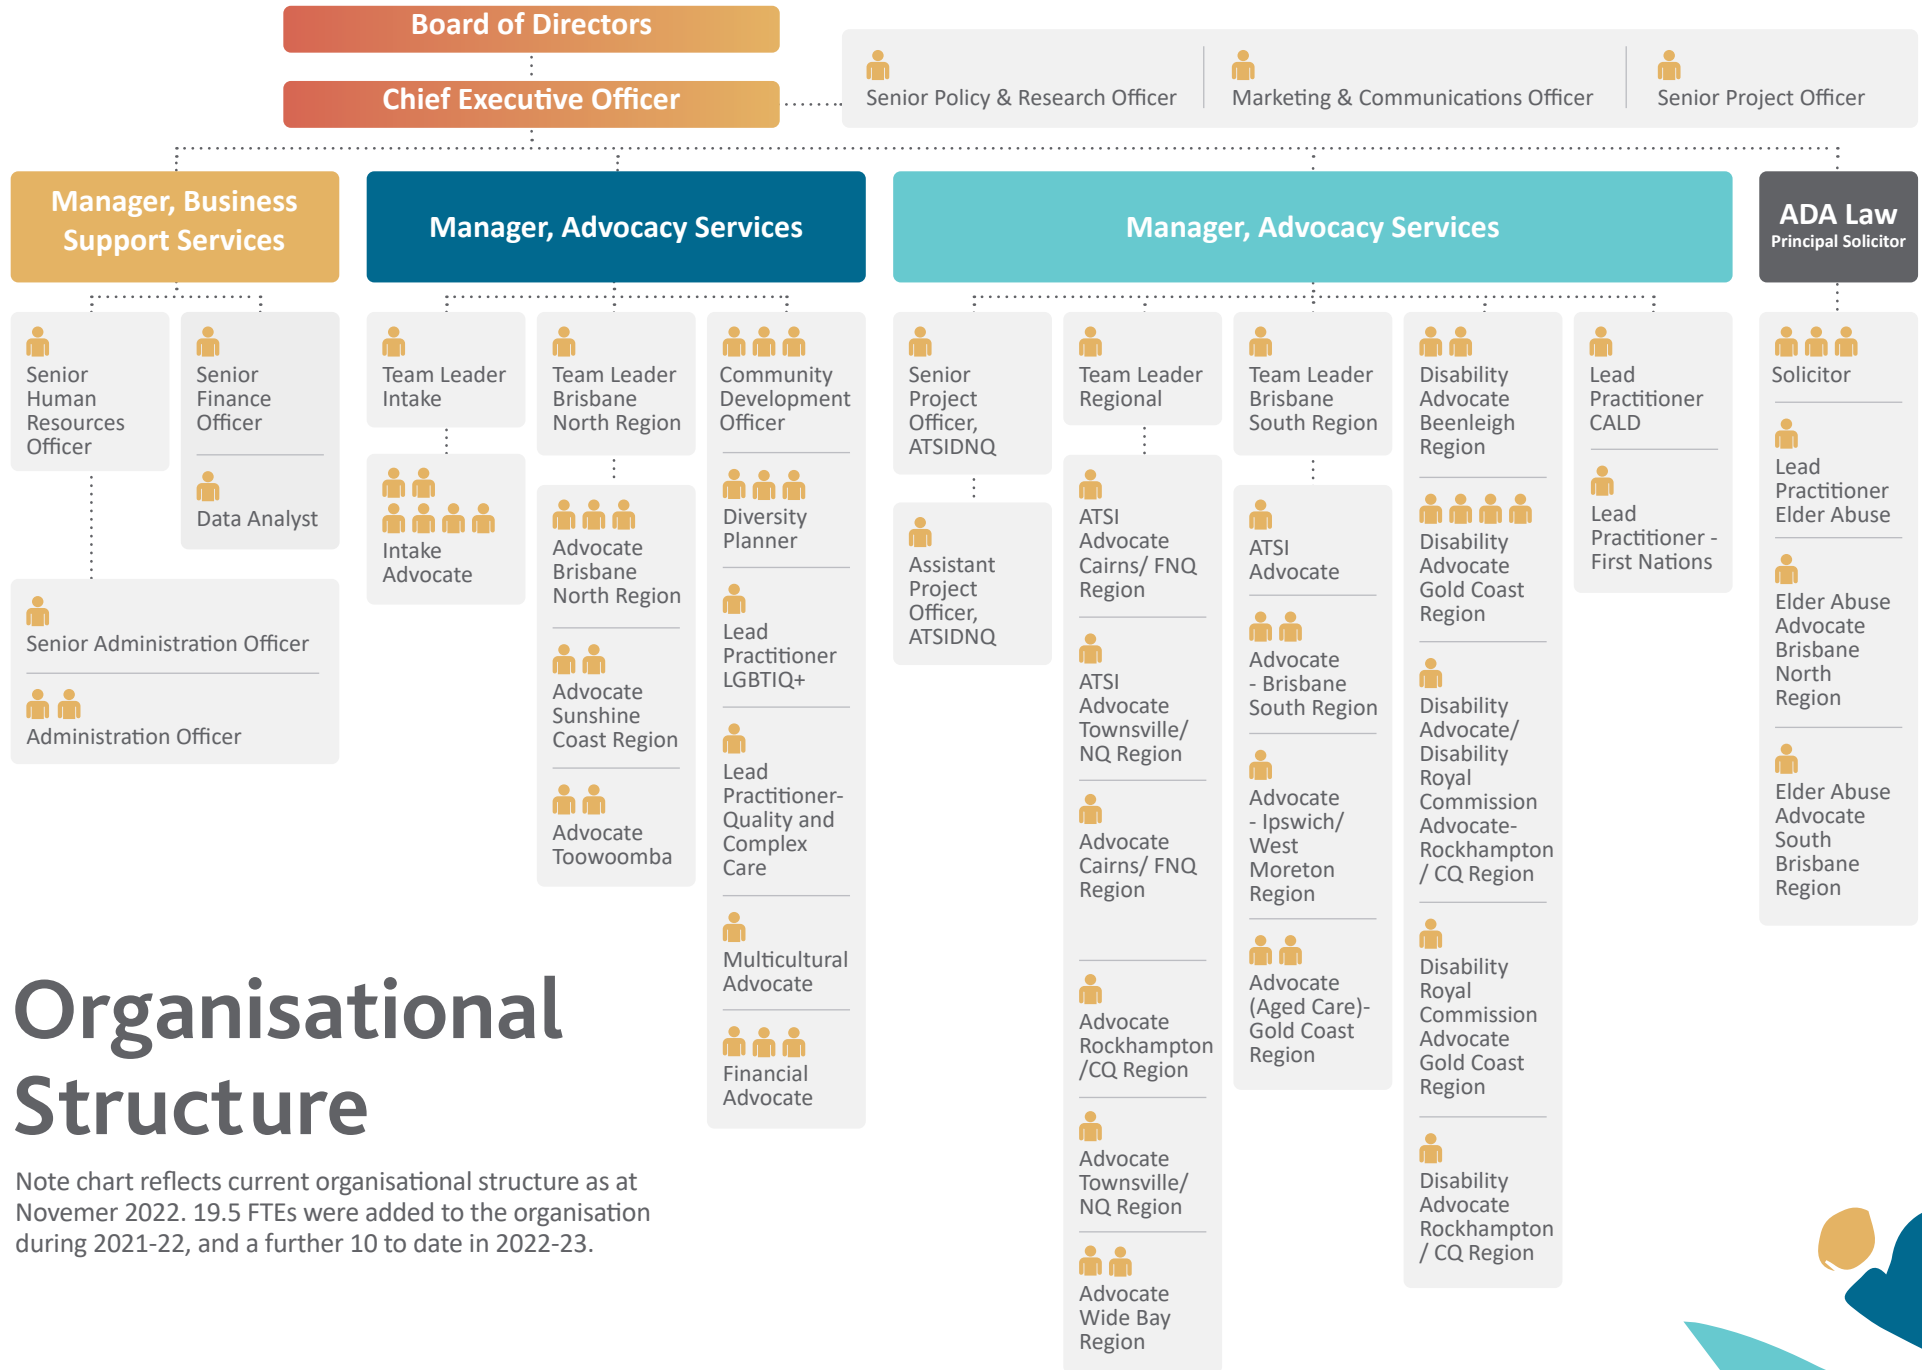 Board of Directors
Chief Executive Officer
Senior Policy & Research Officer
Marketing & Communications Officer
Senior Project Officer
Manager, Business
Support Services
Manager, Advocacy Services
Manager, Advocacy Services
ADA Law
Principal Solicitor
Senior
Human
Resources
Officer
Senior
Finance
Officer
Data Analyst
Senior Administration Officer
Administration Officer
Team Leader
Intake
Intake
Advocate
Team Leader
Brisbane
North Region
Advocate
Brisbane
North Region
Advocate
Sunshine
Coast Region
Advocate
Toowoomba
Community
Development
Officer
Diversity
Planner
Lead
Practitioner
LGBTIQ+
Lead
Practitioner-
Quality and
Complex
Care
Multicultural
Advocate
Financial
Advocate
Senior
Project
Officer,
ATSIDNQ
Assistant
Project
Officer,
ATSIDNQ
Team Leader
Regional
ATSI
Advocate
Cairns/ FNQ
Region
ATSI
Advocate
Townsville/
NQ Region
Advocate
Cairns/ FNQ
Region
Advocate
Rockhampton
/CQ Region
Advocate
Townsville/
NQ Region
Advocate
Wide Bay
Region
Team Leader
Brisbane
South Region
ATSI
Advocate
Advocate
- Brisbane
South Region
Advocate
- Ipswich/
West
Moreton
Region
Advocate
(Aged Care)-
Gold Coast
Region
Disability
Advocate
Beenleigh
Region
Disability
Advocate
Gold Coast
Region
Disability
Advocate/
Disability
Royal
Commission
Advocate-
Rockhampton
/ CQ Region
Disability
Royal
Commission
Advocate
Gold Coast
Region
Disability
Advocate
Rockhampton
/ CQ Region
Lead
Practitioner
CALD
Lead
Practitioner -
First Nations
Solicitor
Lead
Practitioner
Elder Abuse
Elder Abuse
Advocate
Brisbane
North
Region
Elder Abuse
Advocate
South
Brisbane
Region
Organisational
Structure
Note chart reflects current organisational structure as at
Novemer 2022. 19.5 FTEs were added to the organisation
during 2021-22, and a further 10 to date in 2022-23.